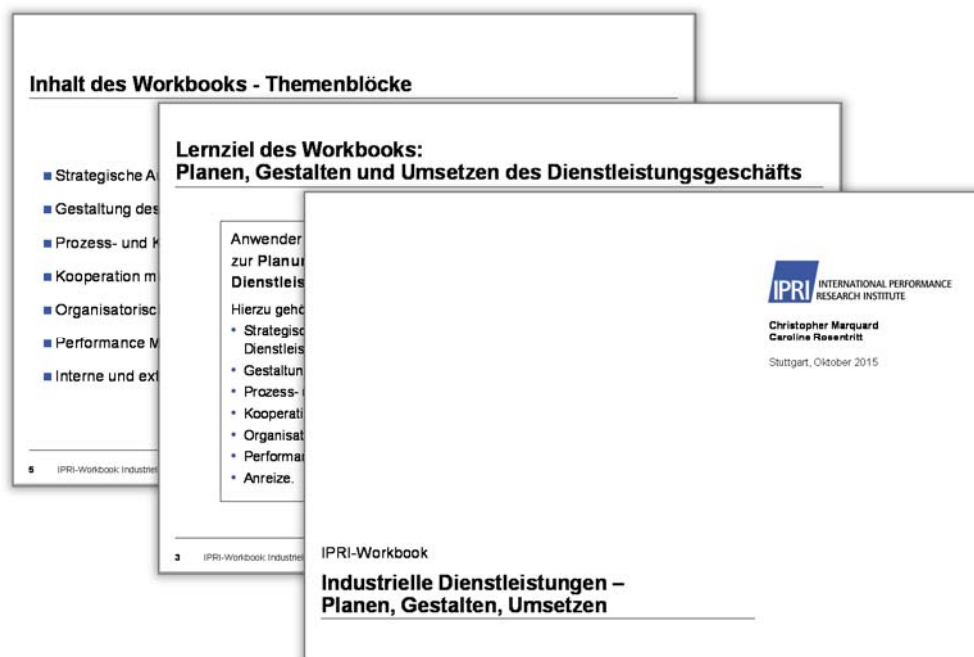 Inhalt des Workbooks - Themenblöcke
Strategische A
Gestaltung des
Prozess- und K
Kooperation m
Organisatorisc
Performance M
Interne und ext
5 IPRI-Workbook: Industriel
Lernziel des Workbooks:
Planen, Gestalten und Umsetzen des Dienstleistungsgeschäfts
Anwender
zur Planun
Dienstleis
Hierzu gehö
• Strategisc
Dienstleis
• Gestaltun
• Prozess-
• Kooperati
• Organisat
• Performan
• Anreize.
3 IPRI-Workbook: Industriel
IPRI INTERNATIONAL PERFORMANCE
RESEARCH INSTITUTE
Christopher Marquard
Caroline Rosentritt
Stuttgart, Oktober 2015
IPRI-Workbook
Industrielle Dienstleistungen –
Planen, Gestalten, Umsetzen